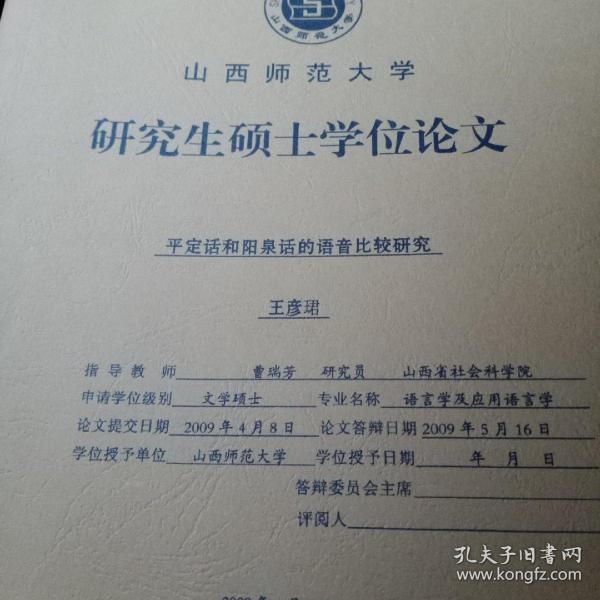 山西师范大学
山西师范大学
研究生硕士学位论文
平定话和阳泉话的语音比较研究
王彦珺
指导教师 曹瑞芳 研究员 山西省社会科学院
申请学位级别 文学硕士 专业名称 语言学及应用语言学
论文提交日期 2009年4月8日 论文答辩日期 2009年5月16日
学位授予单位 山西师范大学 学位授予日期 年 月 日
答辩委员会主席
评阅人
孔夫子旧书网
www.kongfz.com